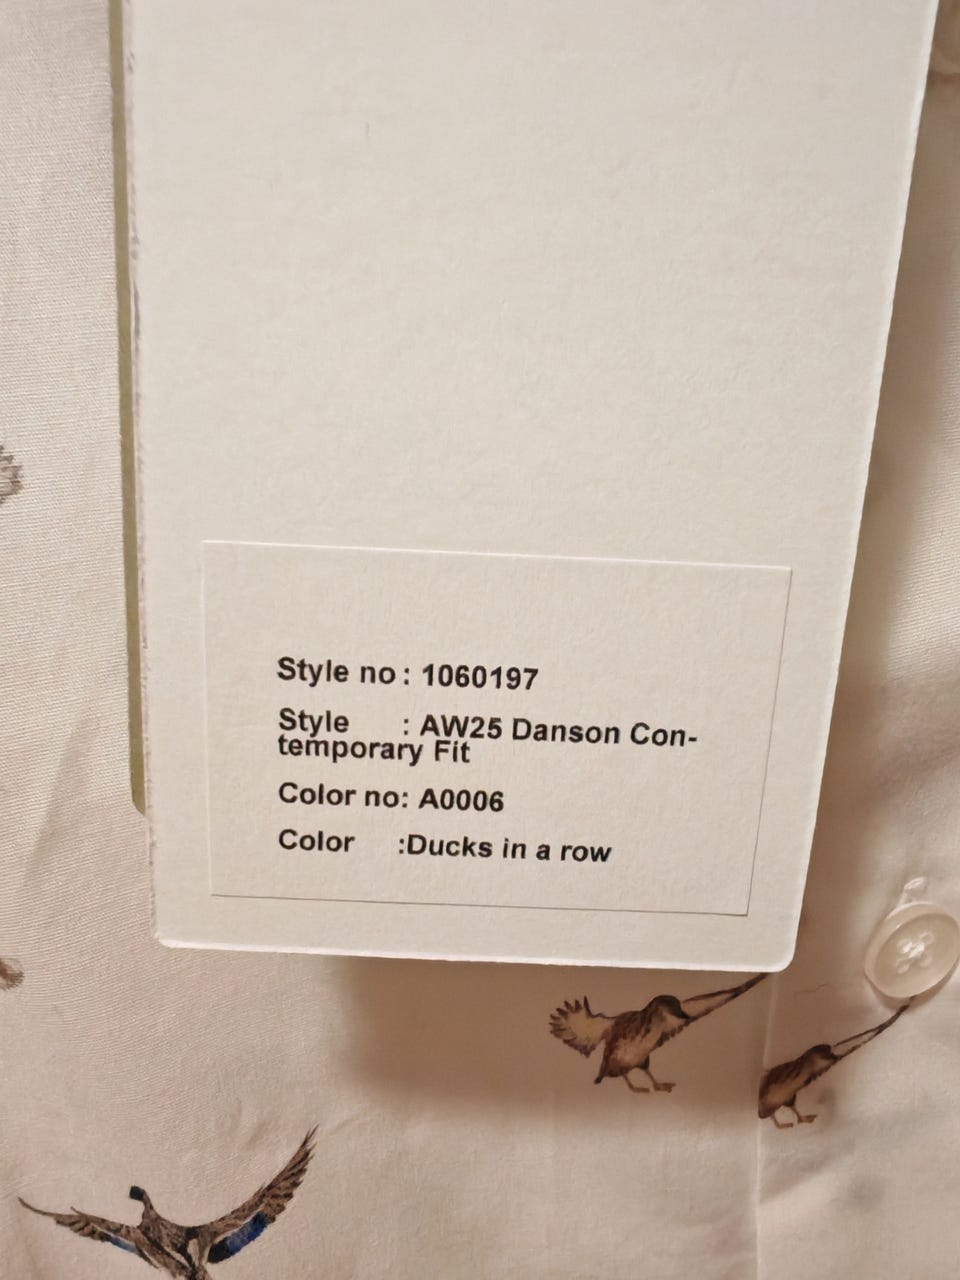 Style no : 1060197
Style : AW25 Danson Con-
temporary Fit
Color no: A0006
Color :Ducks in a row